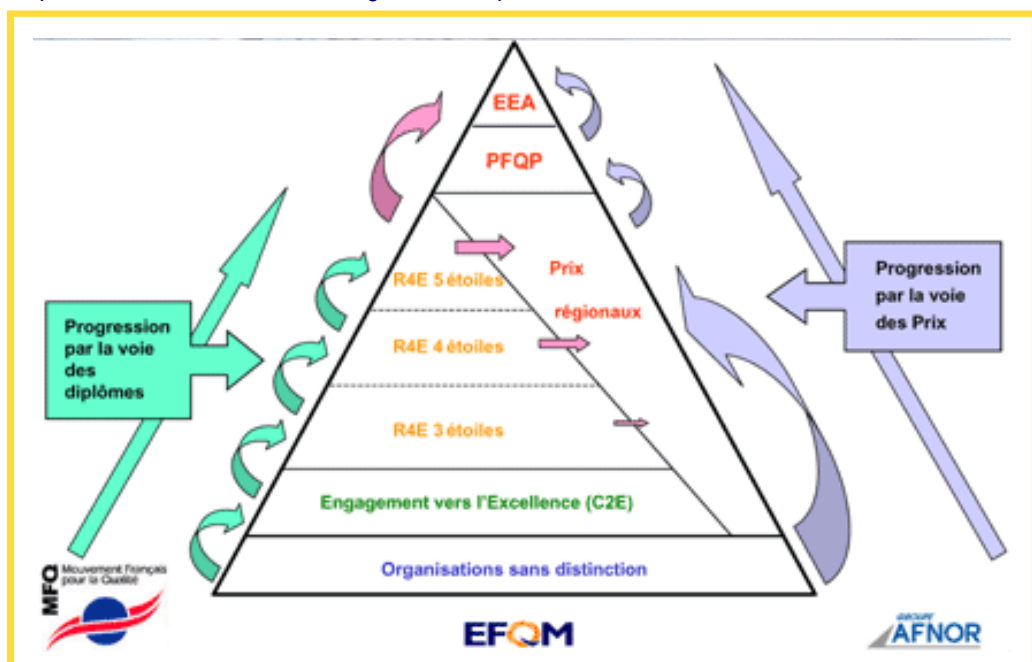 EEA
PFQP
R4E 5 étoiles
Prix
régionaux
R4E 4 étoiles
R4E 3 étoiles
Engagement vers l'Excellence (C2E)
Organisations sans distinction
Progression
par la voie
des
diplômes
Progression
par la voie
des Prix
MFQ
Mouvement Français
pour la Qualité
EFQM
GROUPE
AFNOR